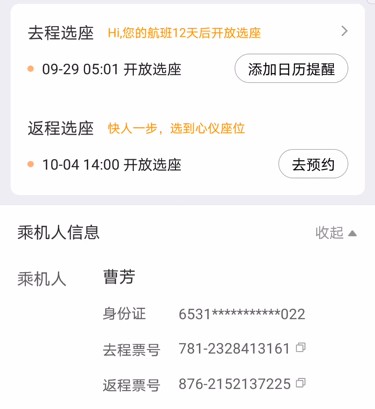 去程选座 Hi,您的航班12天后开放选座
09-29 05:01 开放选座 添加日历提醒
返程选座 快人一步，选到心仪座位
10-04 14:00 开放选座 去预约
乘机人信息 收起
乘机人 曹芳
身份证 6531***********022
去程票号 781-2328413161
返程票号 876-2152137225